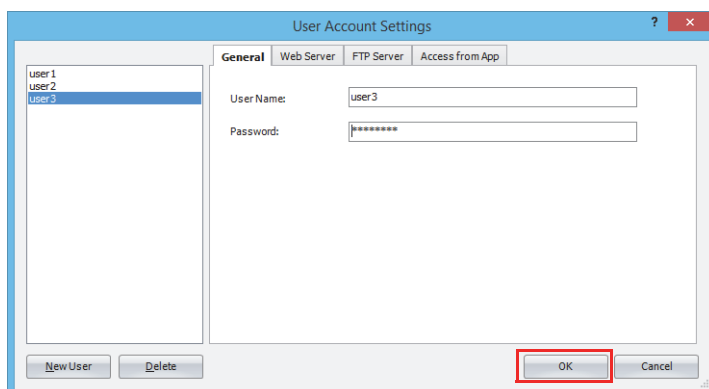 User Account Settings
? ×
General Web Server FTP Server Access from App
user1
user2
user3
User Name: user3
Password: ********
New User Delete OK Cancel